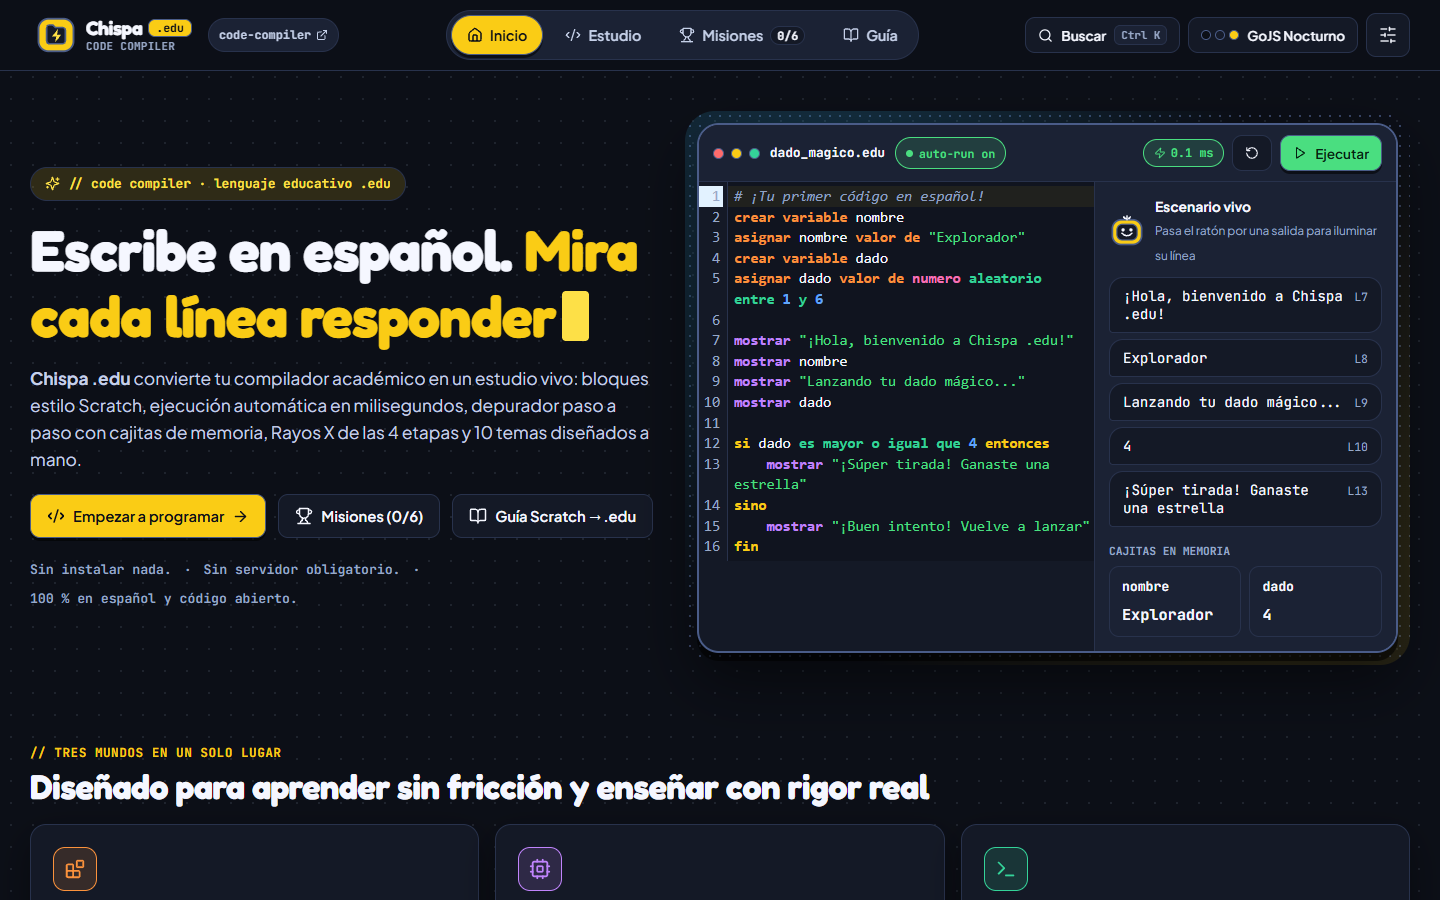 Chispa .edu
CODE COMPILER
code-compiler
Inicio
Estudio
Misiones 0/6
Guía
Buscar Ctrl K
GoJS Nocturno
// code compiler · lenguaje educativo .edu
Escribe en español. Mira
cada línea responder
Chispa .edu convierte tu compilador académico en un estudio vivo: bloques
estilo Scratch, ejecución automática en milisegundos, depurador paso a
paso con cajitas de memoria, Rayos X de las 4 etapas y 10 temas diseñados a
mano.
Empezar a programar →
Misiones (0/6)
Guía Scratch → .edu
Sin instalar nada. · Sin servidor obligatorio. ·
100 % en español y código abierto.
dado_magico.edu
auto-run on
0.1 ms
Ejecutar
1 # ¡Tu primer código en español!
2 crear variable nombre
3 asignar nombre valor de "Explorador"
4 crear variable dado
5 asignar dado valor de numero aleatorio
entre 1 y 6
6
7 mostrar "¡Hola, bienvenido a Chispa .edu!"
8 mostrar nombre
9 mostrar "Lanzando tu dado mágico..."
10 mostrar dado
11
12 si dado es mayor o igual que 4 entonces
13 mostrar "¡Súper tirada! Ganaste una
estrella"
14 sino
15 mostrar "¡Buen intento! Vuelve a lanzar"
16 fin
Escenario vivo
Pasa el ratón por una salida para iluminar
su línea
¡Hola, bienvenido a Chispa L7
.edu!
Explorador L8
Lanzando tu dado mágico... L9
4 L10
¡Súper tirada! Ganaste L13
una estrella
CAJITAS EN MEMORIA
nombre
Explorador
dado
4
// TRES MUNDOS EN UN SOLO LUGAR
Diseñado para aprender sin fricción y enseñar con rigor real